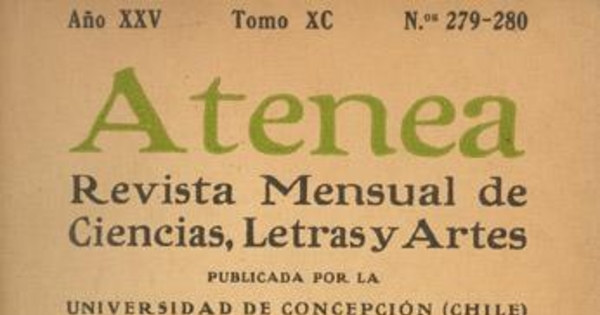 Año XXV Tomo XC N.os 279-280
Atenea
Revista Mensual de
Ciencias, Letras y Artes
PUBLICADA POR LA
UNIVERSIDAD DE CONCEPCIÓN (CHILE)